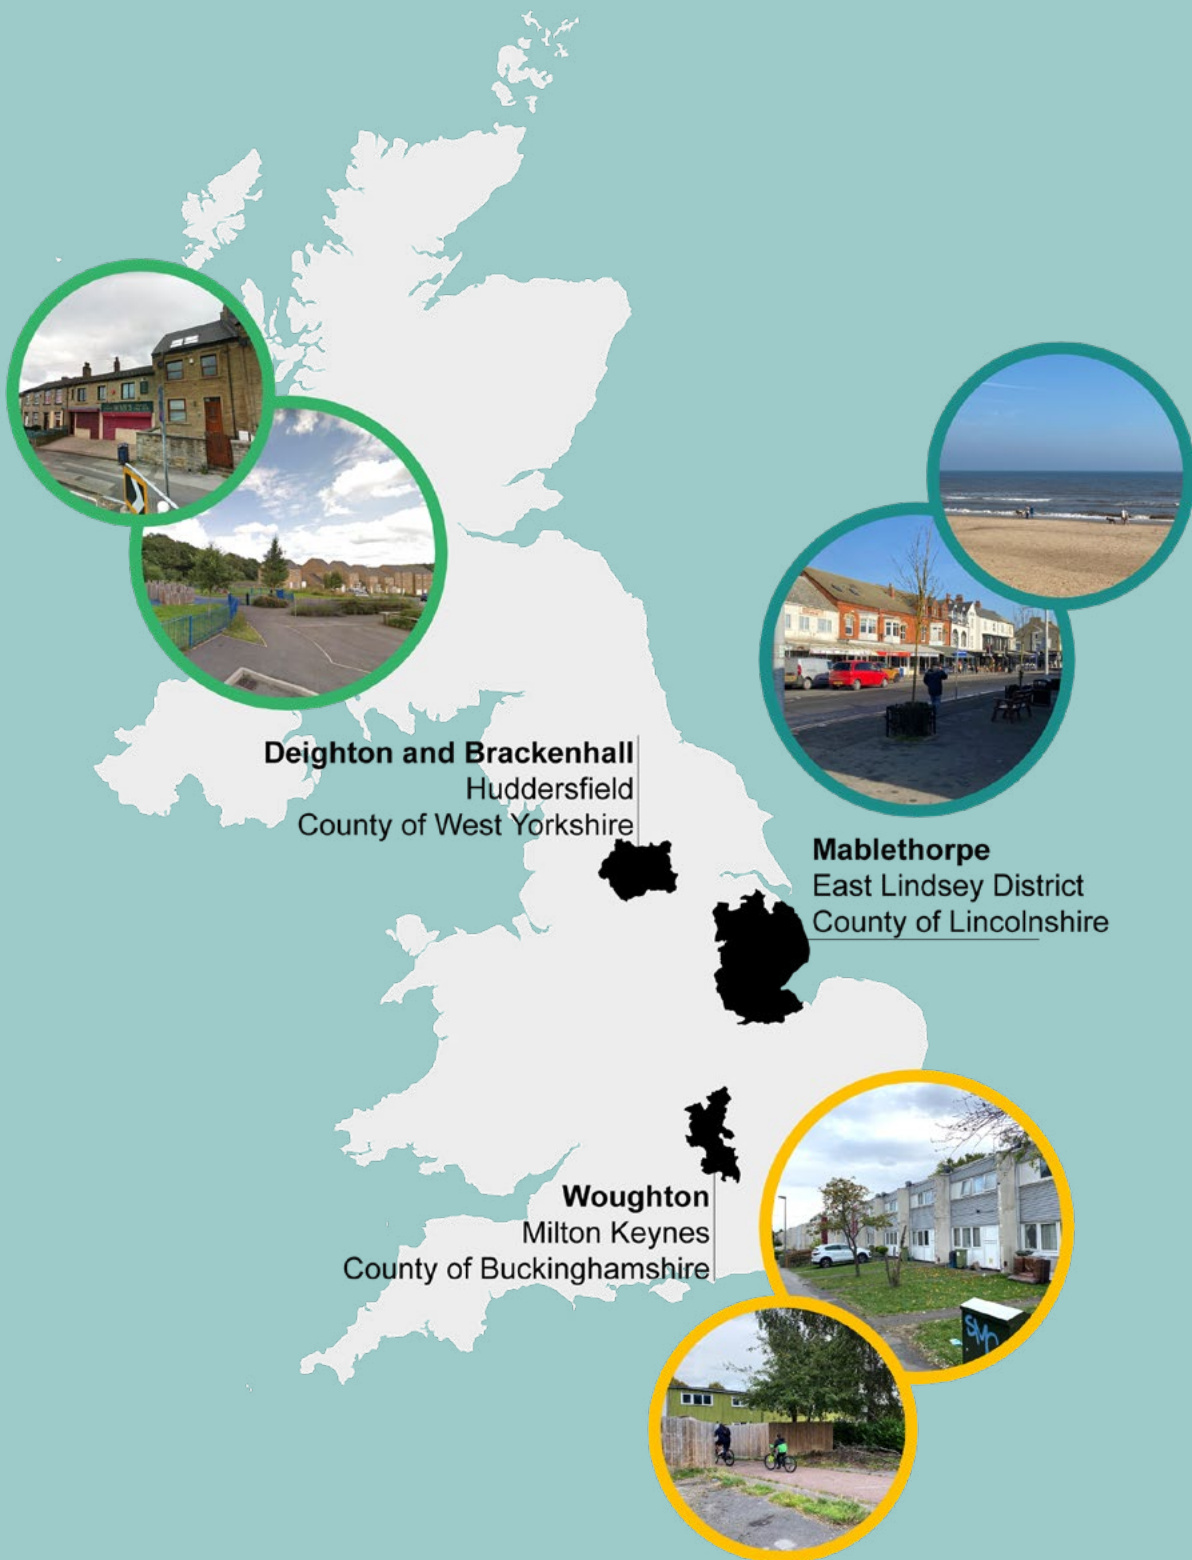 Deighton and Brackenhall
Huddersfield
County of West Yorkshire
Mablethorpe
East Lindsey District
County of Lincolnshire
Woughton
Milton Keynes
County of Buckinghamshire